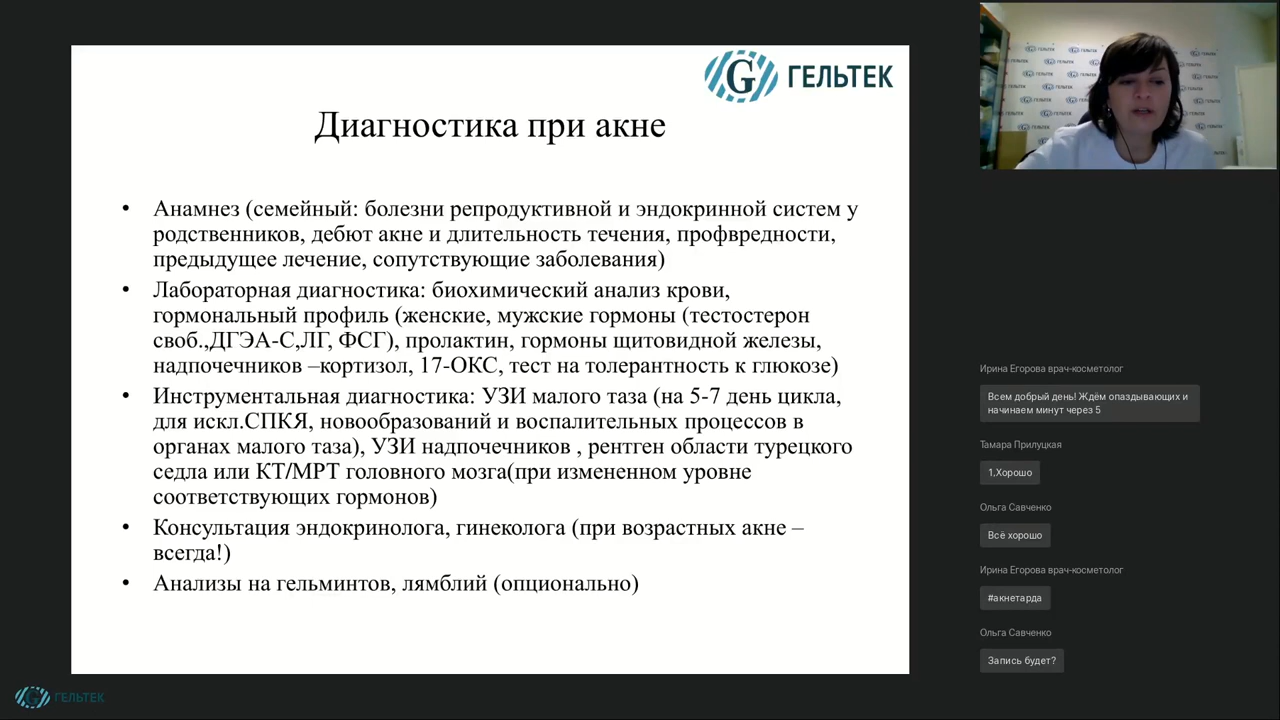 ГЕЛЬТЕК
Диагностика при акне
• Анамнез (семейный: болезни репродуктивной и эндокринной систем у
родственников, дебют акне и длительность течения, профвредности,
предыдущее лечение, сопутствующие заболевания)
• Лабораторная диагностика: биохимический анализ крови,
гормональный профиль (женские, мужские гормоны (тестостерон
своб.,ДГЭА-С,ЛГ, ФСГ), пролактин, гормоны щитовидной железы,
надпочечников –кортизол, 17-ОКС, тест на толерантность к глюкозе)
• Инструментальная диагностика: УЗИ малого таза (на 5-7 день цикла,
для искл.СПКЯ, новообразований и воспалительных процессов в
органах малого таза), УЗИ надпочечников , рентген области турецкого
седла или КТ/МРТ головного мозга(при измененном уровне
соответствующих гормонов)
• Консультация эндокринолога, гинеколога (при возрастных акне –
всегда!)
• Анализы на гельминтов, лямблий (опционально)
ГЕЛЬТЕК
Ирина Егорова врач-косметолог
Всем добрый день! Ждём опаздывающих и
начинаем минут через 5
Тамара Прилуцкая
1,Хорошо
Ольга Савченко
Всё хорошо
Ирина Егорова врач-косметолог
#акнетарда
Ольга Савченко
Запись будет?